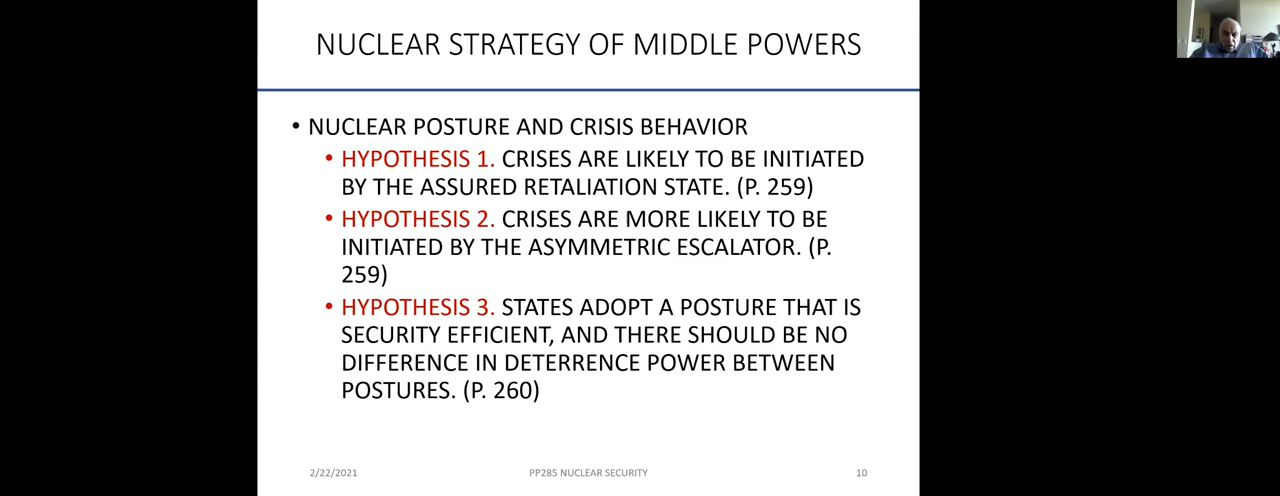 NUCLEAR STRATEGY OF MIDDLE POWERS
• NUCLEAR POSTURE AND CRISIS BEHAVIOR
• HYPOTHESIS 1. CRISES ARE LIKELY TO BE INITIATED
BY THE ASSURED RETALIATION STATE. (P. 259)
• HYPOTHESIS 2. CRISES ARE MORE LIKELY TO BE
INITIATED BY THE ASYMMETRIC ESCALATOR. (P.
259)
• HYPOTHESIS 3. STATES ADOPT A POSTURE THAT IS
SECURITY EFFICIENT, AND THERE SHOULD BE NO
DIFFERENCE IN DETERRENCE POWER BETWEEN
POSTURES. (P. 260)
2/22/2021 PP285 NUCLEAR SECURITY 10